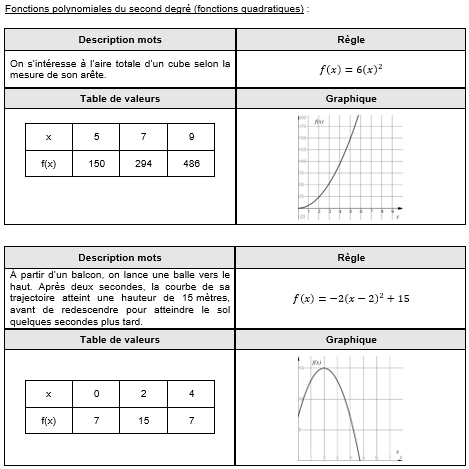 Fonctions polynomiales du second degré (fonctions quadratiques) :
Description mots
Règle
On s'intéresse à l'aire totale d'un cube selon la
mesure de son arête.
f(x) = 6(x)²
Table de valeurs
Graphique
x 5 7 9
f(x) 150 294 486
f(x)
1 2 3 4 5 6 7 8 9
x
Description mots
Règle
À partir d'un balcon, on lance une balle vers le
haut. Après deux secondes, la courbe de sa
trajectoire atteint une hauteur de 15 mètres,
avant de redescendre pour atteindre le sol
quelques secondes plus tard.
f(x) = −2(x − 2)² + 15
Table de valeurs
Graphique
x 0 2 4
f(x) 7 15 7
f(x)
x